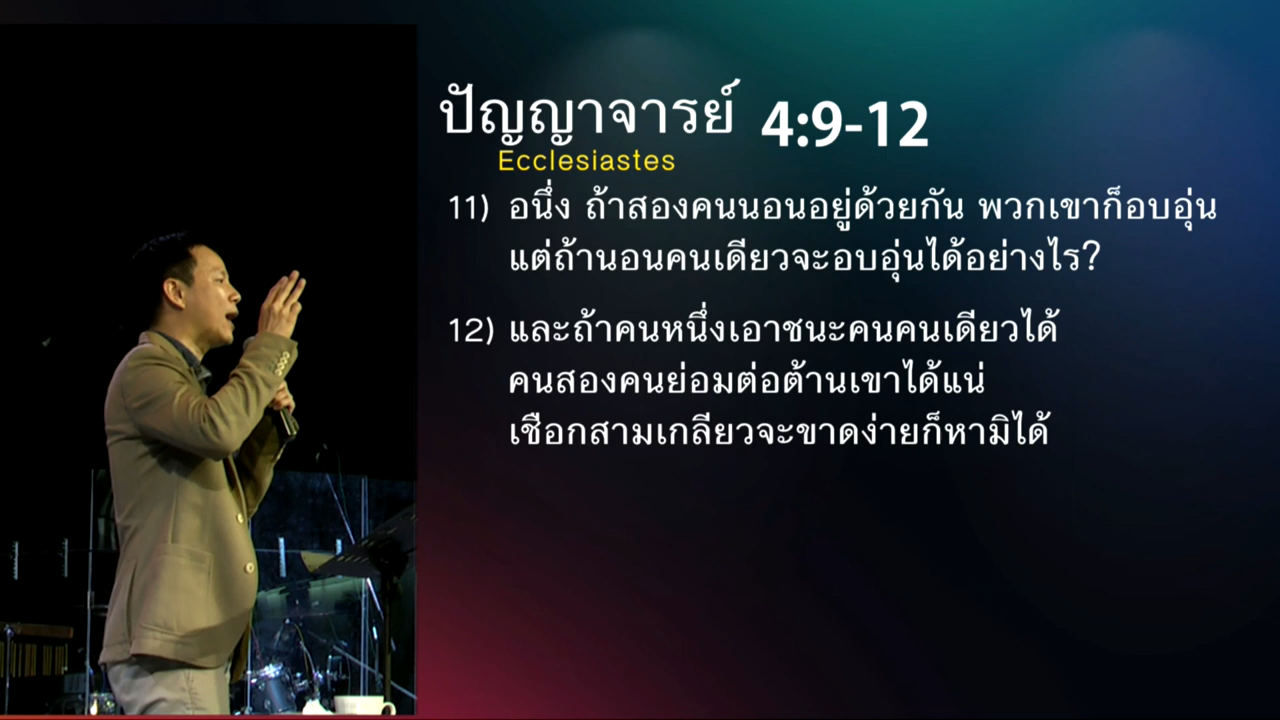 ปัญญาจารย์ 4:9-12
Ecclesiastes
11) อนึ่ง ถ้าสองคนนอนอยู่ด้วยกัน พวกเขาก็อบอุ่น
แต่ถ้านอนคนเดียวจะอบอุ่นได้อย่างไร?
12) และถ้าคนหนึ่งเอาชนะคนคนเดียวได้
คนสองคนย่อมต่อต้านเขาได้แน่
เชือกสามเกลียวจะขาดง่ายก็หามิได้